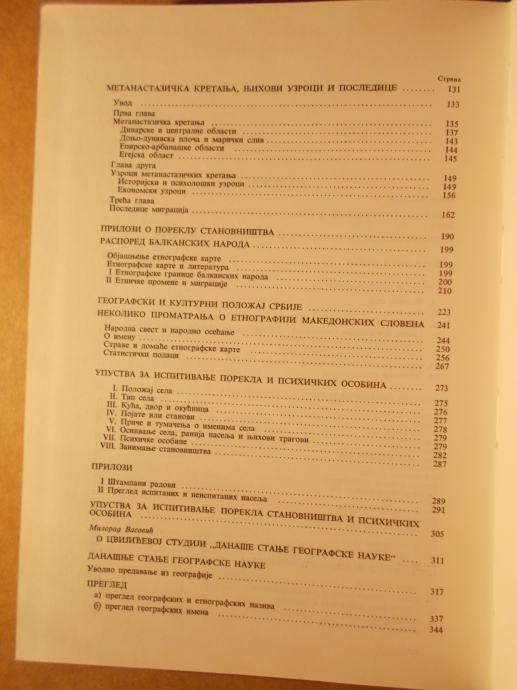 Страна
МЕТАНАСТАЗИЧКА КРЕТАЊА, ЊИХОВИ УЗРОЦИ И ПОСЛЕДИЦЕ ........ 131
Увод ........ 133
Прва глава
Метанастазичка кретања ........ 135
Динарске и централне области ........ 137
Доњо-дунавска плоча и марички слив ........ 143
Епирско-арбанашке области ........ 144
Егејска област ........ 145
Глава друга
Узроци метанастазичких кретања ........ 149
Историјски и психолошки узроци ........ 149
Економски узроци ........ 156
Трећа глава
Последице миграција ........ 162
ПРИЛОЗИ О ПОРЕКЛУ СТАНОВНИШТВА ........ 190
РАСПОРЕД БАЛКАНСКИХ НАРОДА ........ 199
Објашњење етнографске карте ........ 199
Етнографске карте и литература ........ 199
I Етнографске границе балканских народа ........ 200
II Етничке промене и миграције ........ 210
ГЕОГРАФСКИ И КУЛТУРНИ ПОЛОЖАЈ СРБИЈЕ ........ 223
НЕКОЛИКО ПРОМАТРАЊА О ЕТНОГРАФИЈИ МАКЕДОНСКИХ СЛОВЕНА 241
Народна свест и народно осећање ........ 244
О имену ........ 250
Стране и домаће етнографске карте ........ 256
Статистички подаци ........ 267
УПУСТВА ЗА ИСПИТИВАЊЕ ПОРЕКЛА И ПСИХИЧКИХ ОСОБИНА ........ 273
I. Положај села ........ 275
II. Тип села ........ 276
III. Кућа, двор и окућница ........ 277
IV. Појате или станови ........ 278
V. Приче и тумачења о именима села ........ 279
VI. Оснивање села, ранија насеља и њихови трагови ........ 279
VII. Психичке особине ........ 282
VIII. Занимање становништва ........ 287
ПРИЛОЗИ
I Штампани радови ........ 289
II Преглед испитаних и неиспитаних насеља ........ 291
УПУСТВА ЗА ИСПИТИВАЊЕ ПОРЕКЛА СТАНОВНИШТВА И ПСИХИЧКИХ
ОСОБИНА ........ 305
Милорад Васовић
О ЦВИЈИЋЕВОЈ СТУДИЈИ „ДАНАШЕ СТАЊЕ ГЕОГРАФСКЕ НАУКЕ“ .... 311
ДАНАШЊЕ СТАЊЕ ГЕОГРАФСКЕ НАУКЕ
Уводно предавање из географије ........ 317
ПРЕГЛЕД
а) преглед географских и етнографских назива ........ 337
б) преглед географских имена ........ 344